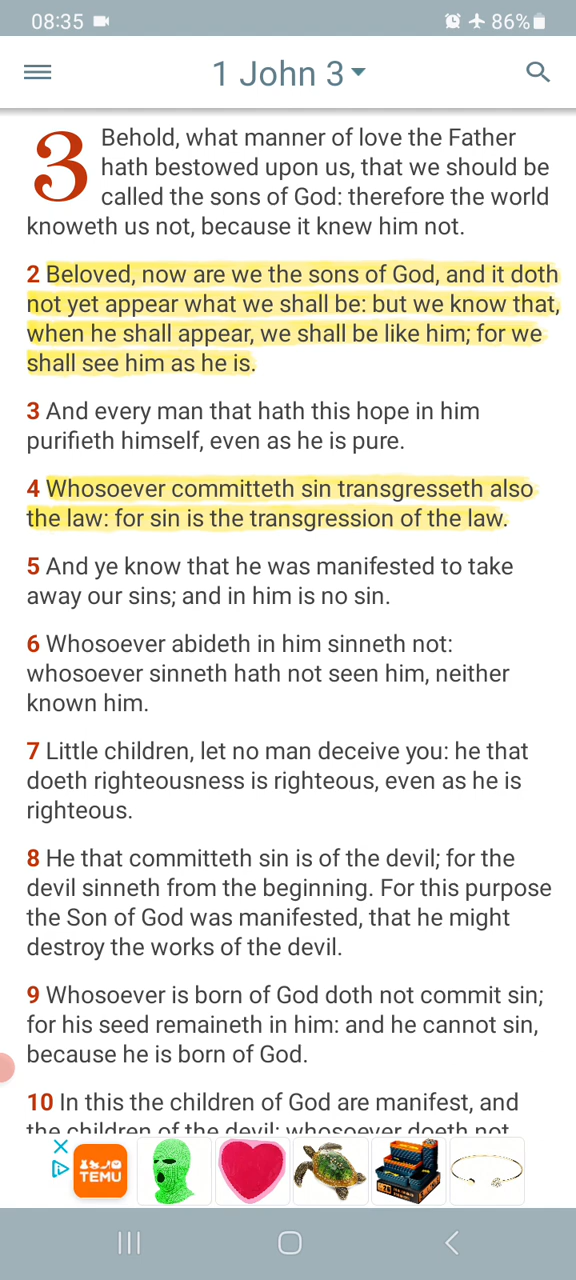 08:35
86%
1 John 3
3 Behold, what manner of love the Father
hath bestowed upon us, that we should be
called the sons of God: therefore the world
knoweth us not, because it knew him not.
2 Beloved, now are we the sons of God, and it doth
not yet appear what we shall be: but we know that,
when he shall appear, we shall be like him; for we
shall see him as he is.
3 And every man that hath this hope in him
purifieth himself, even as he is pure.
4 Whosoever committeth sin transgresseth also
the law: for sin is the transgression of the law.
5 And ye know that he was manifested to take
away our sins; and in him is no sin.
6 Whosoever abideth in him sinneth not:
whosoever sinneth hath not seen him, neither
known him.
7 Little children, let no man deceive you: he that
doeth righteousness is righteous, even as he is
righteous.
8 He that committeth sin is of the devil; for the
devil sinneth from the beginning. For this purpose
the Son of God was manifested, that he might
destroy the works of the devil.
9 Whosoever is born of God doth not commit sin;
for his seed remaineth in him: and he cannot sin,
because he is born of God.
10 In this the children of God are manifest, and
the children of the devil: whosoever doeth not
TEMU